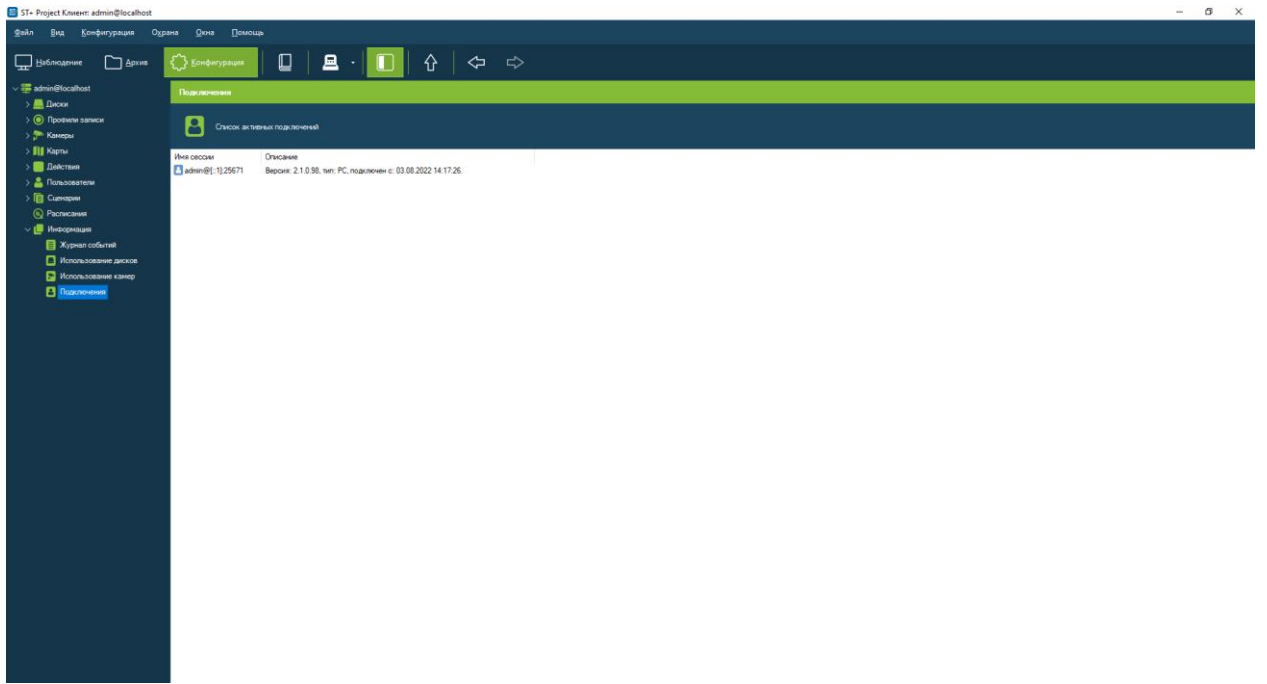 ST+ Project Клиент: admin@localhost
Файл Вид Конфигурация Охрана Окна Помощь
Наблюдение Архив Конфигурация
admin@localhost
Диски
Профили записи
Камеры
Карты
Действия
Пользователи
Сценарии
Расписания
Информация
Журнал событий
Использование дисков
Использование камер
Подключения
Подключения
Список активных подключений
Имя сессии Описание
admin@[::1]:25671 Версия: 2.1.0.98, тип: PC, подключен с: 03.08.2022 14:17:26.